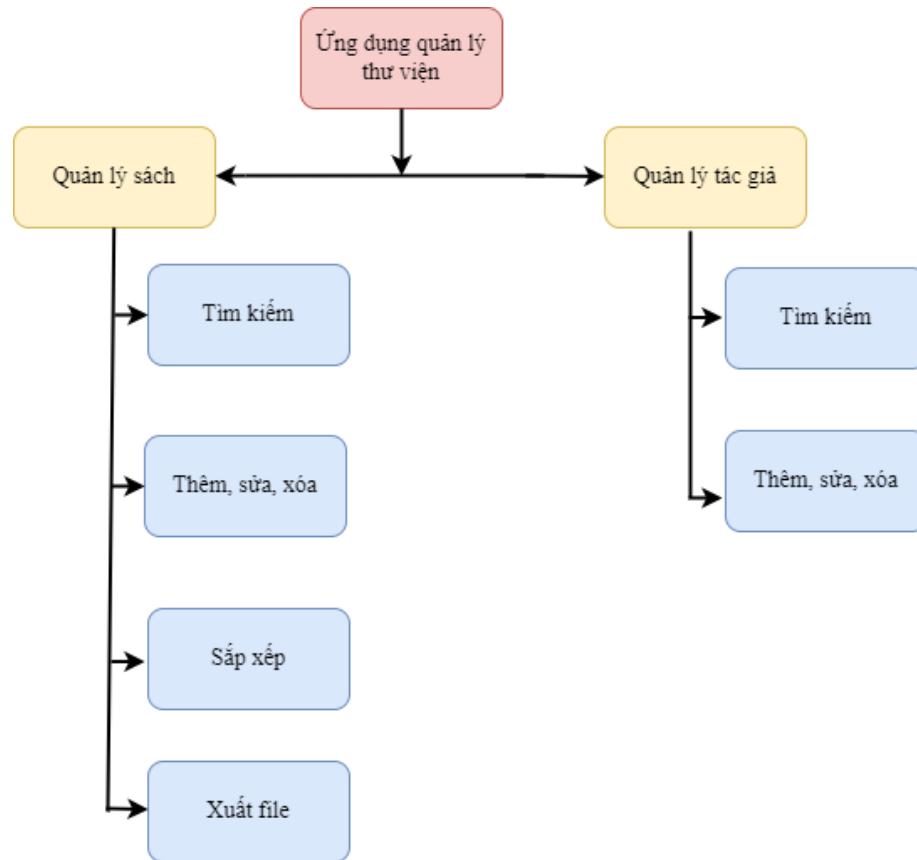 Ứng dụng quản lý
thư viện
Quản lý sách
Quản lý tác giả
Tìm kiếm
Tìm kiếm
Thêm, sửa, xóa
Thêm, sửa, xóa
Sắp xếp
Xuất file